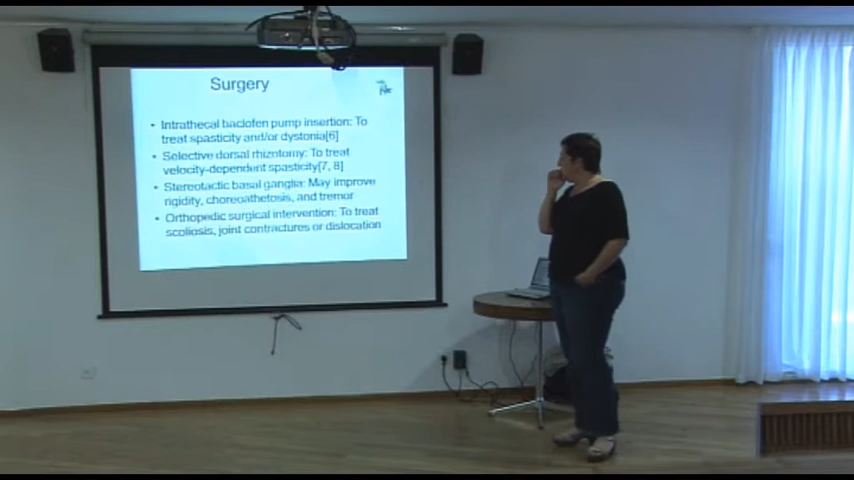 Surgery
• Intrathecal baclofen pump insertion: To
treat spasticity and/or dystonia[6]
• Selective dorsal rhizotomy: To treat
velocity-dependent spasticity[7, 8]
• Stereotactic basal ganglia: May improve
rigidity, choreoathetosis, and tremor
• Orthopedic surgical intervention: To treat
scoliosis, joint contractures or dislocation